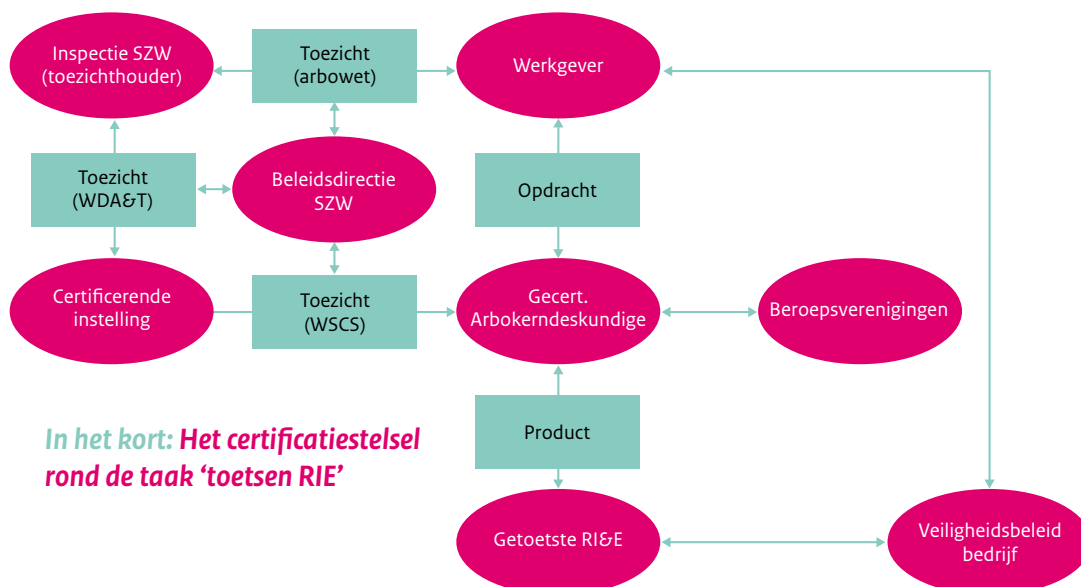 Inspectie SZW
(toezichthouder)
Toezicht
(arbowet)
Werkgever
Toezicht
(WDA&T)
Beleidsdirectie
SZW
Opdracht
Certificerende
instelling
Toezicht
(WSCS)
Gecert.
Arbokerndeskundige
Beroepsverenigingen
Product
In het kort: Het certificatiestelsel
rond de taak ‘toetsen RIE’
Getoetste RI&E
Veiligheidsbeleid
bedrijf